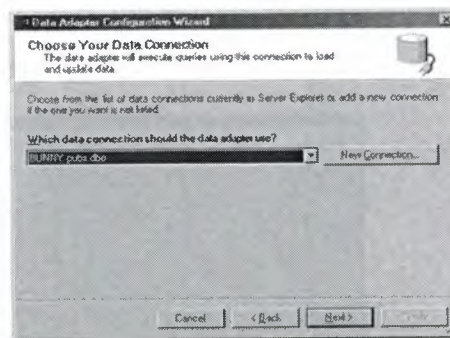 Data Adapter Configuration Wizard
Choose Your Data Connection
The data adapter will execute queries using this connection to load
and update data.
Choose from the list of data connections currently in Server Explorer or add a new connection
if the one you want is not listed.
Which data connection should the data adapter use?
BUNNY.pubs.dbo
New Connection...
Cancel
< Back
Next >